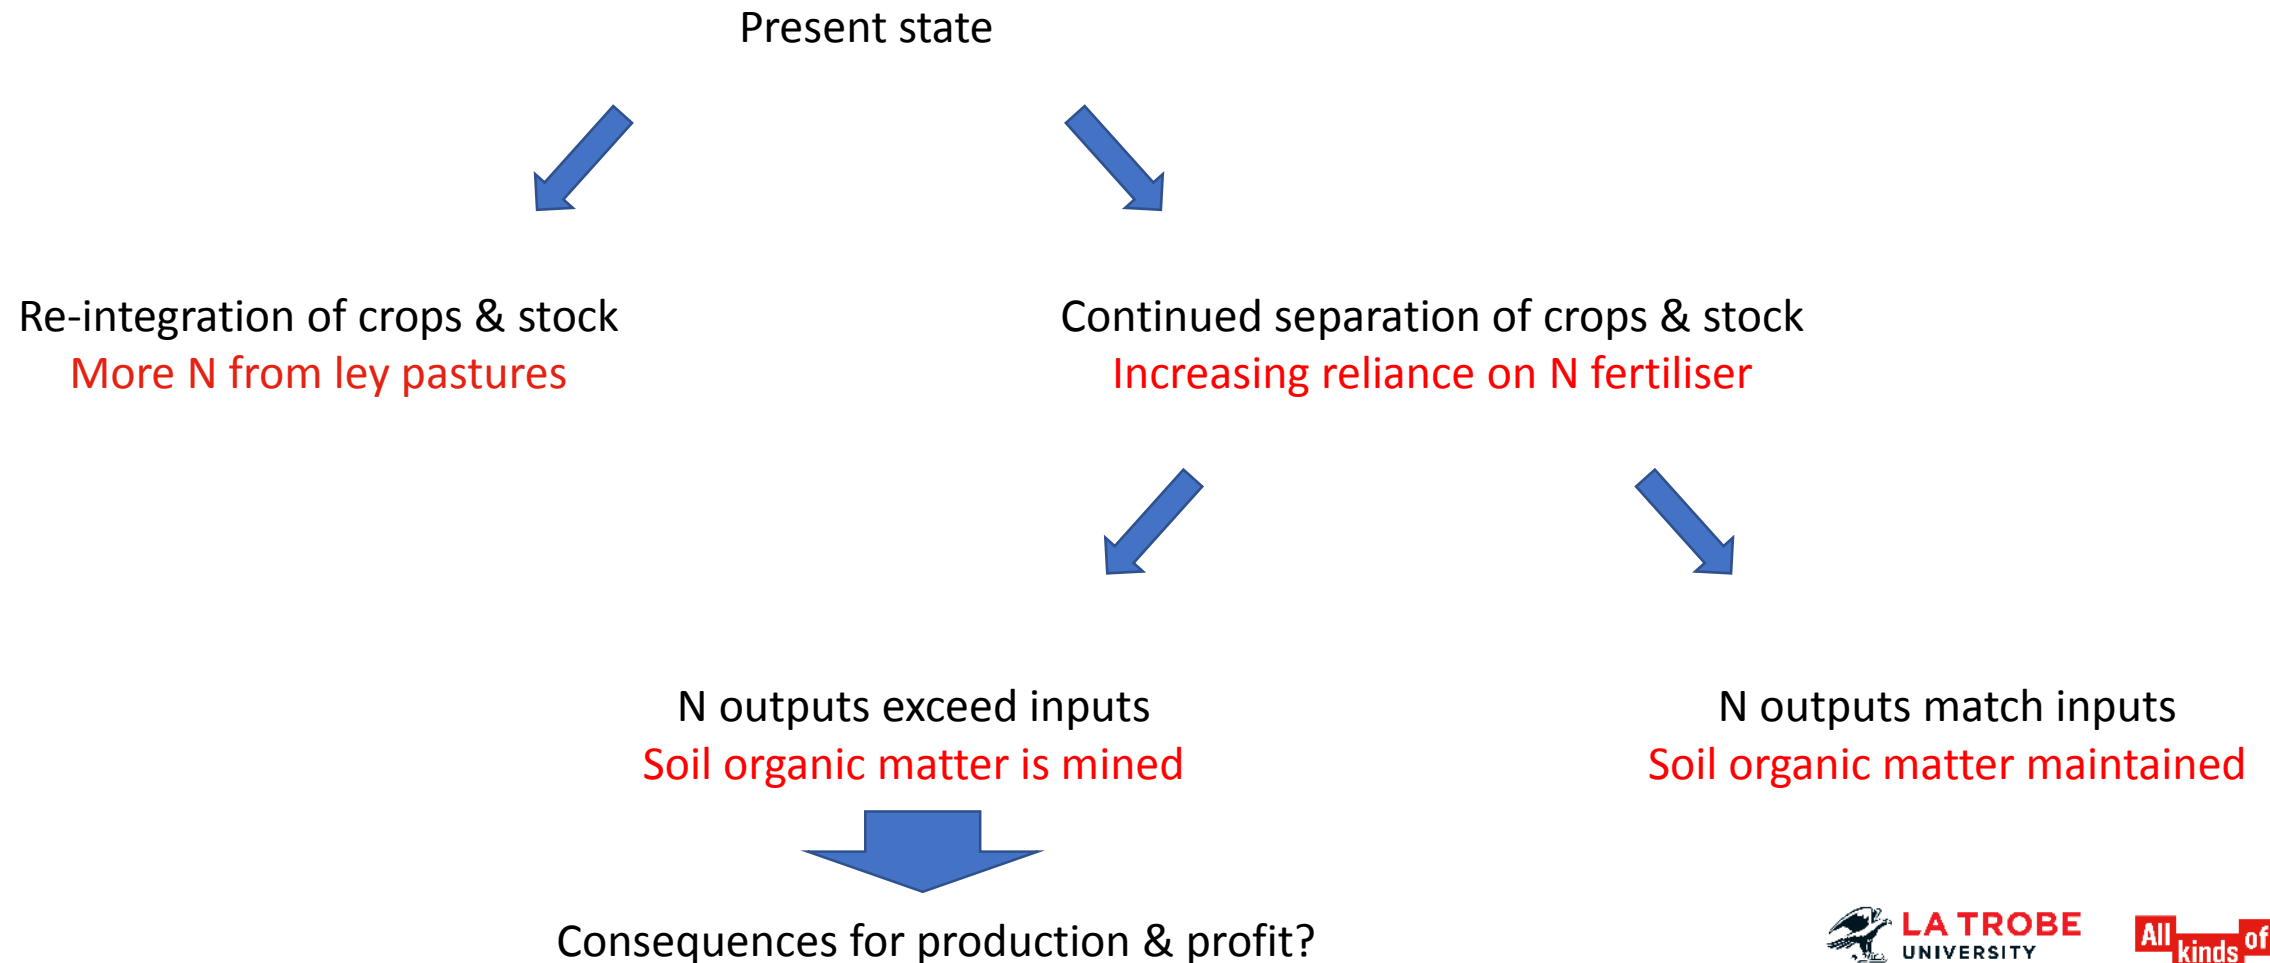 Present state
Re-integration of crops & stock
More N from ley pastures
Continued separation of crops & stock
Increasing reliance on N fertiliser
N outputs exceed inputs
Soil organic matter is mined
N outputs match inputs
Soil organic matter maintained
Consequences for production & profit?
LA TROBE
UNIVERSITY
All
kinds
of